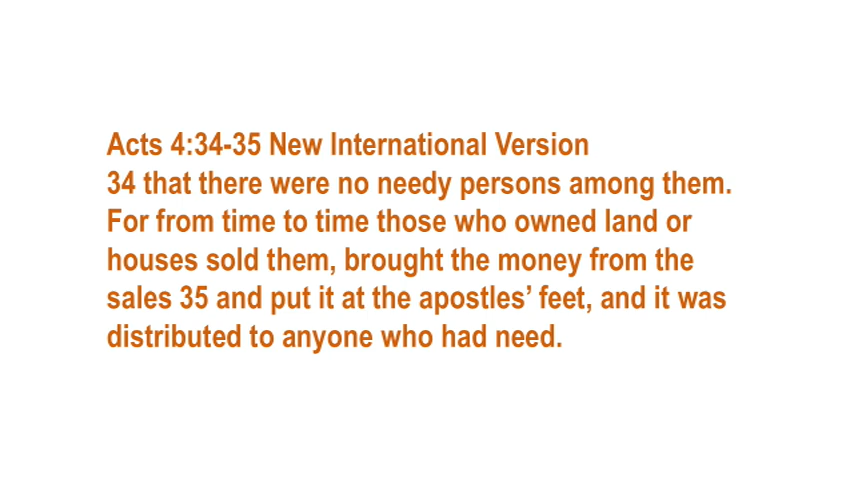 Acts 4:34-35 New International Version
34 that there were no needy persons among them.
For from time to time those who owned land or
houses sold them, brought the money from the
sales 35 and put it at the apostles’ feet, and it was
distributed to anyone who had need.